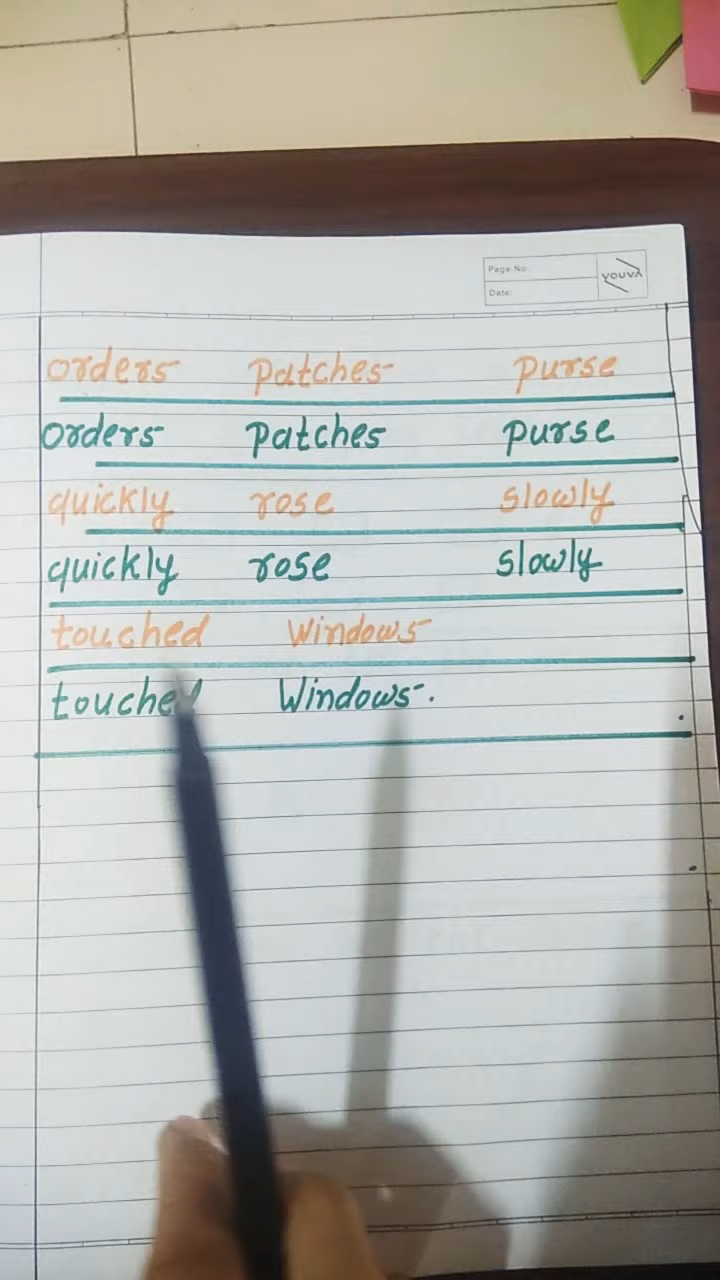 Page No.
YOUVA
Date:
orders Patches Purse
orders Patches Purse
quickly rose slowly
quickly rose slowly
touched Windows
touched Windows.